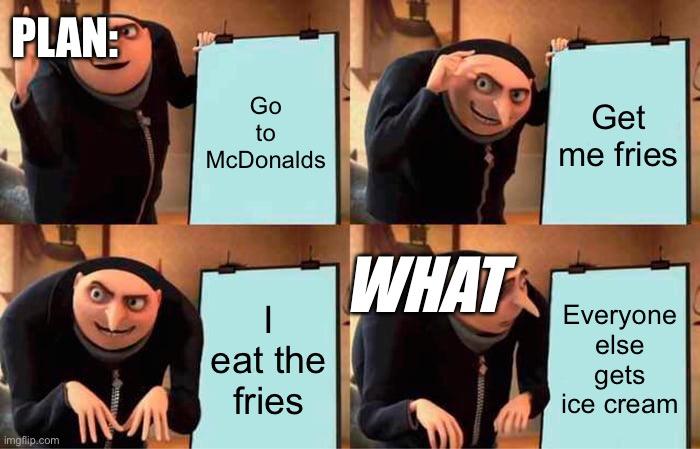 PLAN:
Go
to
McDonalds
Get
me fries
I
eat the
fries
WHAT
Everyone
else
gets
ice cream
imgflip.com